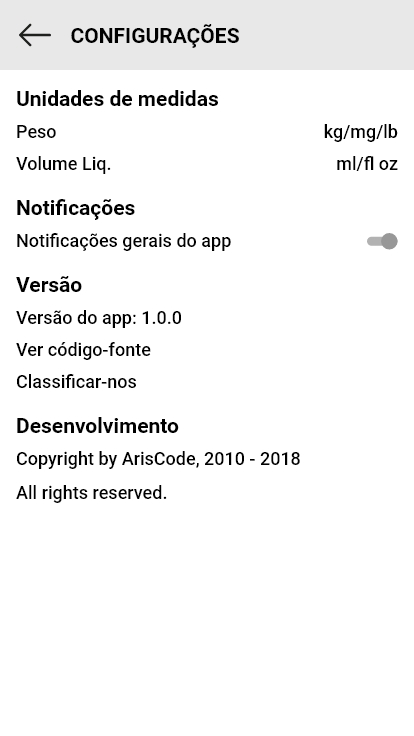 CONFIGURAÇÕES
Unidades de medidas
Peso kg/mg/lb
Volume Liq. ml/fl oz
Notificações
Notificações gerais do app
Versão
Versão do app: 1.0.0
Ver código-fonte
Classificar-nos
Desenvolvimento
Copyright by ArisCode, 2010 - 2018
All rights reserved.